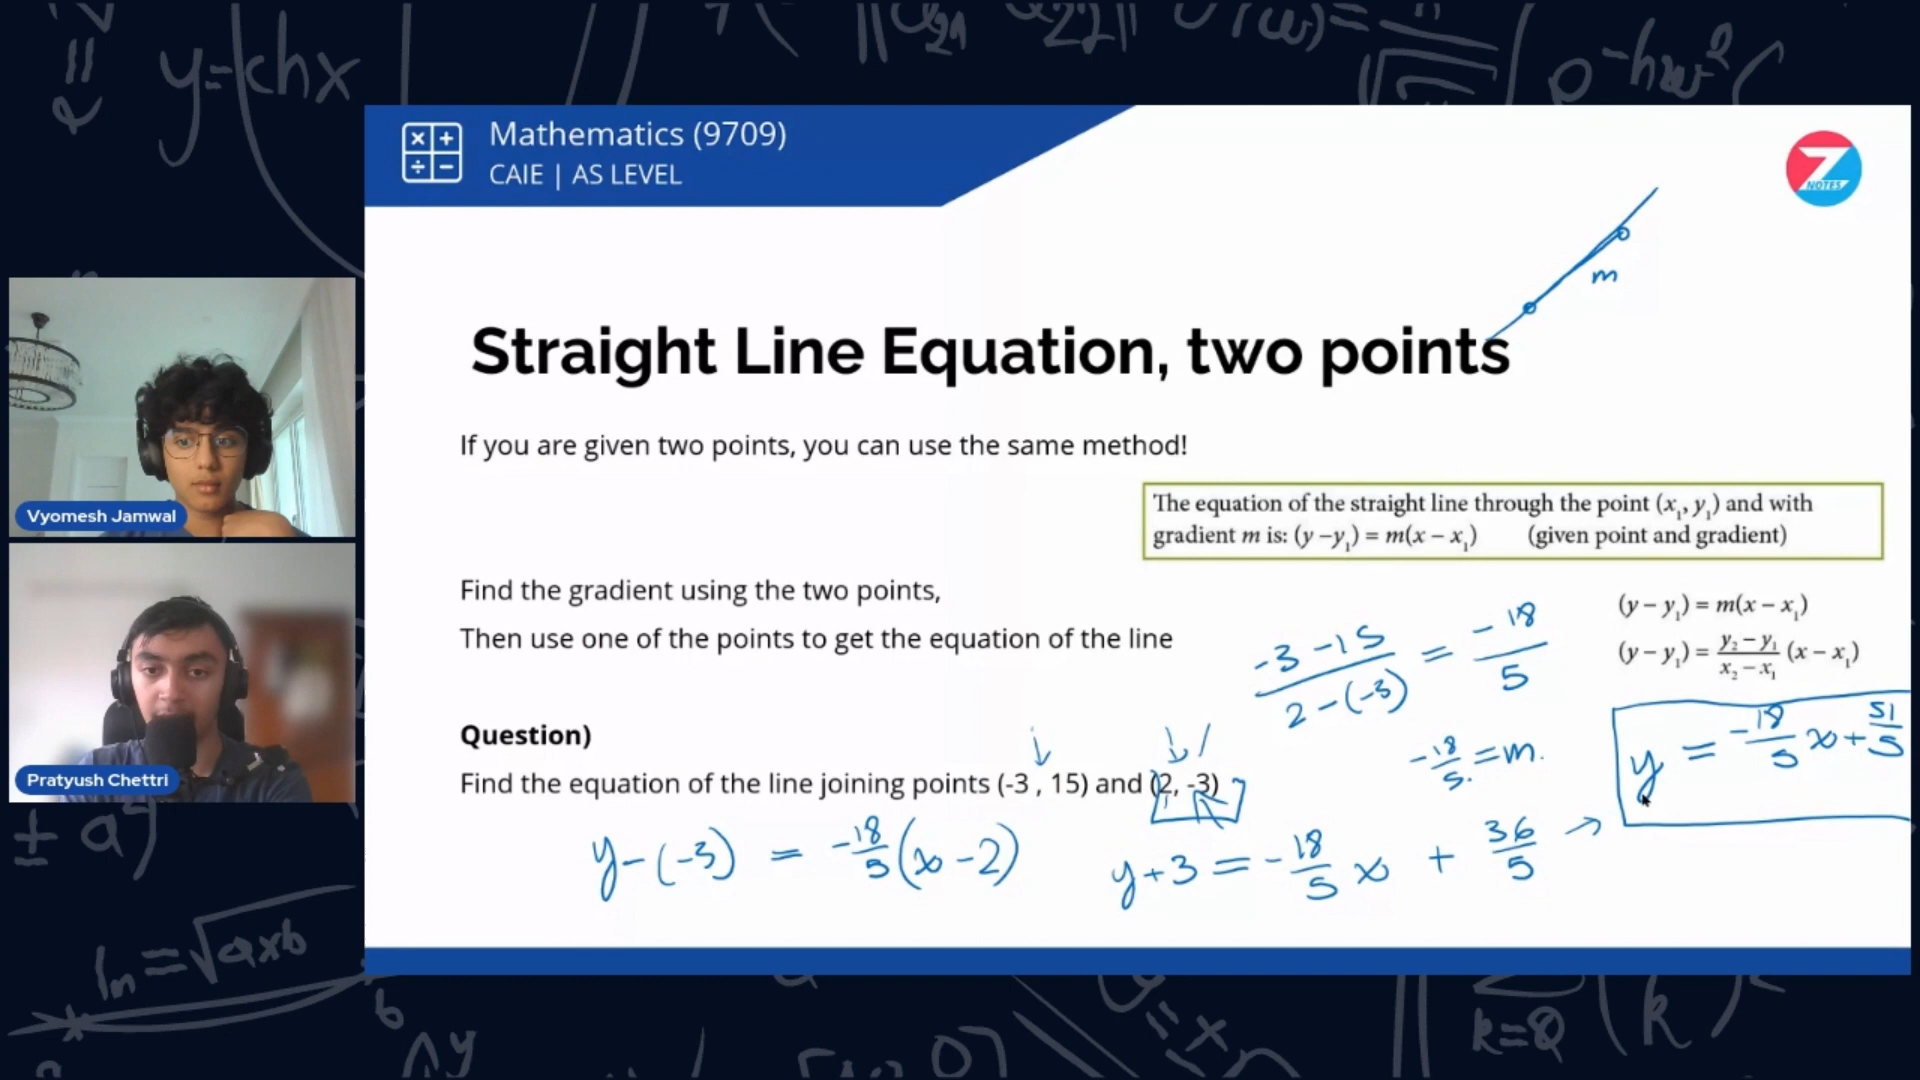 y=chx
Mathematics (9709)
CAIE | AS LEVEL
Z
NOTES
m
Straight Line Equation, two points
If you are given two points, you can use the same method!
The equation of the straight line through the point (x₁, y₁) and with
gradient m is: (y –y₁) = m(x – x₁) (given point and gradient)
Vyomesh Jamwal
Find the gradient using the two points,
Then use one of the points to get the equation of the line
(y – y₁) = m(x – x₁)
(y – y₁) = (y₂ – y₁)/(x₂ – x₁) (x – x₁)
(-3 -15)/(2-(-3)) = -18/5
-18/5 = m.
y = -18/5 x + 51/5
Question)
Find the equation of the line joining points (-3 , 15) and (2, -3)
Pratyush Chettri
y-(-3) = -18/5 (x-2)
y+3 = -18/5 x + 36/5 →
ln=√axb
b
k=Q
(k)